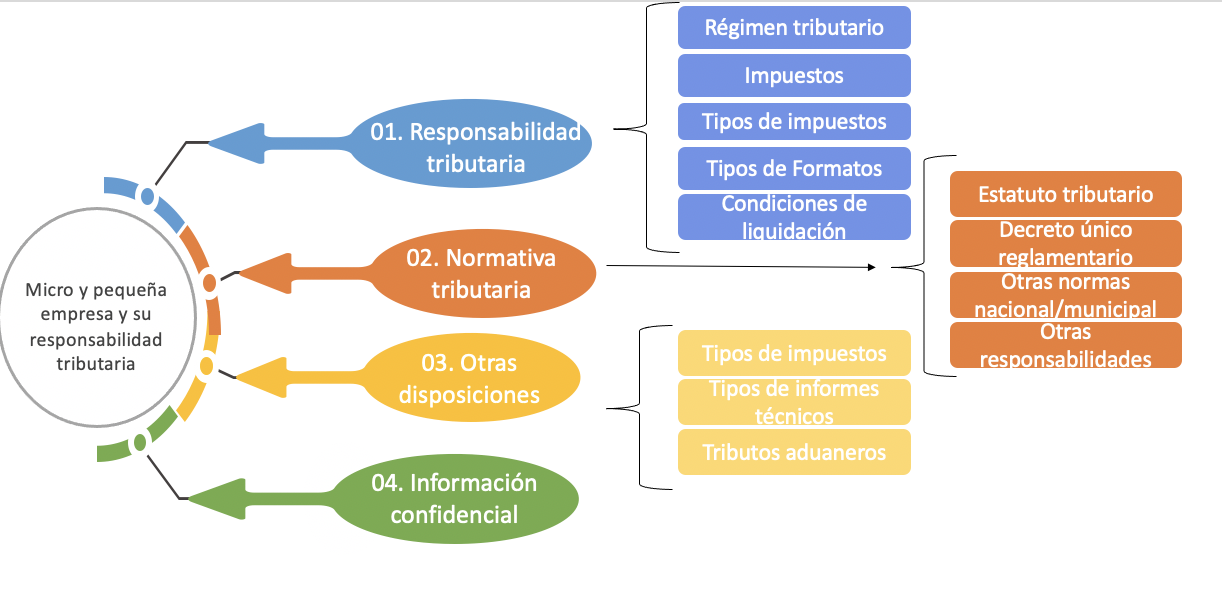 Micro y pequeña
empresa y su
responsabilidad
tributaria
01. Responsabilidad
tributaria
Régimen tributario
Impuestos
Tipos de impuestos
Tipos de Formatos
Condiciones de
liquidación
02. Normativa
tributaria
Estatuto tributario
Decreto único
reglamentario
Otras normas
nacional/municipal
Otras
responsabilidades
03. Otras
disposiciones
Tipos de impuestos
Tipos de informes
técnicos
Tributos aduaneros
04. Información
confidencial